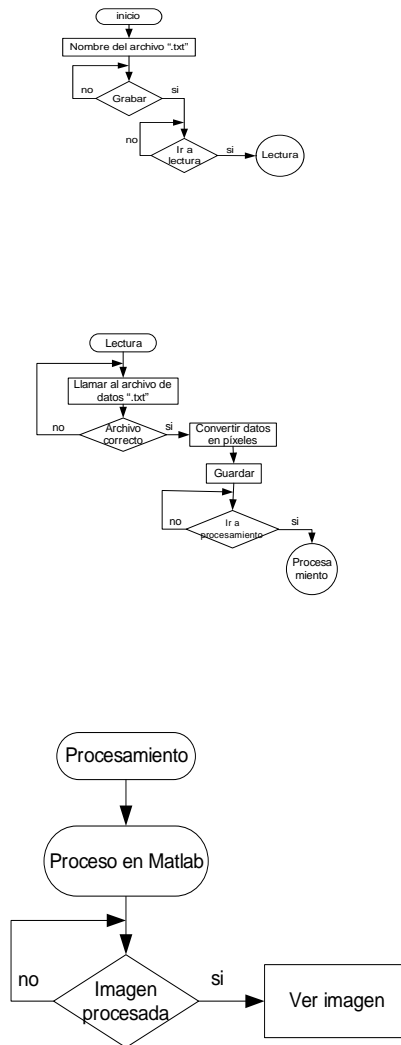 inicio
Nombre del archivo “.txt”
no
si
Grabar
no
Ir a
lectura
si
Lectura
Lectura
Llamar al archivo de
datos “.txt”
no
Archivo
correcto
si
Convertir datos
en píxeles
Guardar
no
Ir a
procesamiento
si
Procesa
miento
Procesamiento
Proceso en Matlab
no
Imagen
procesada
si
Ver imagen